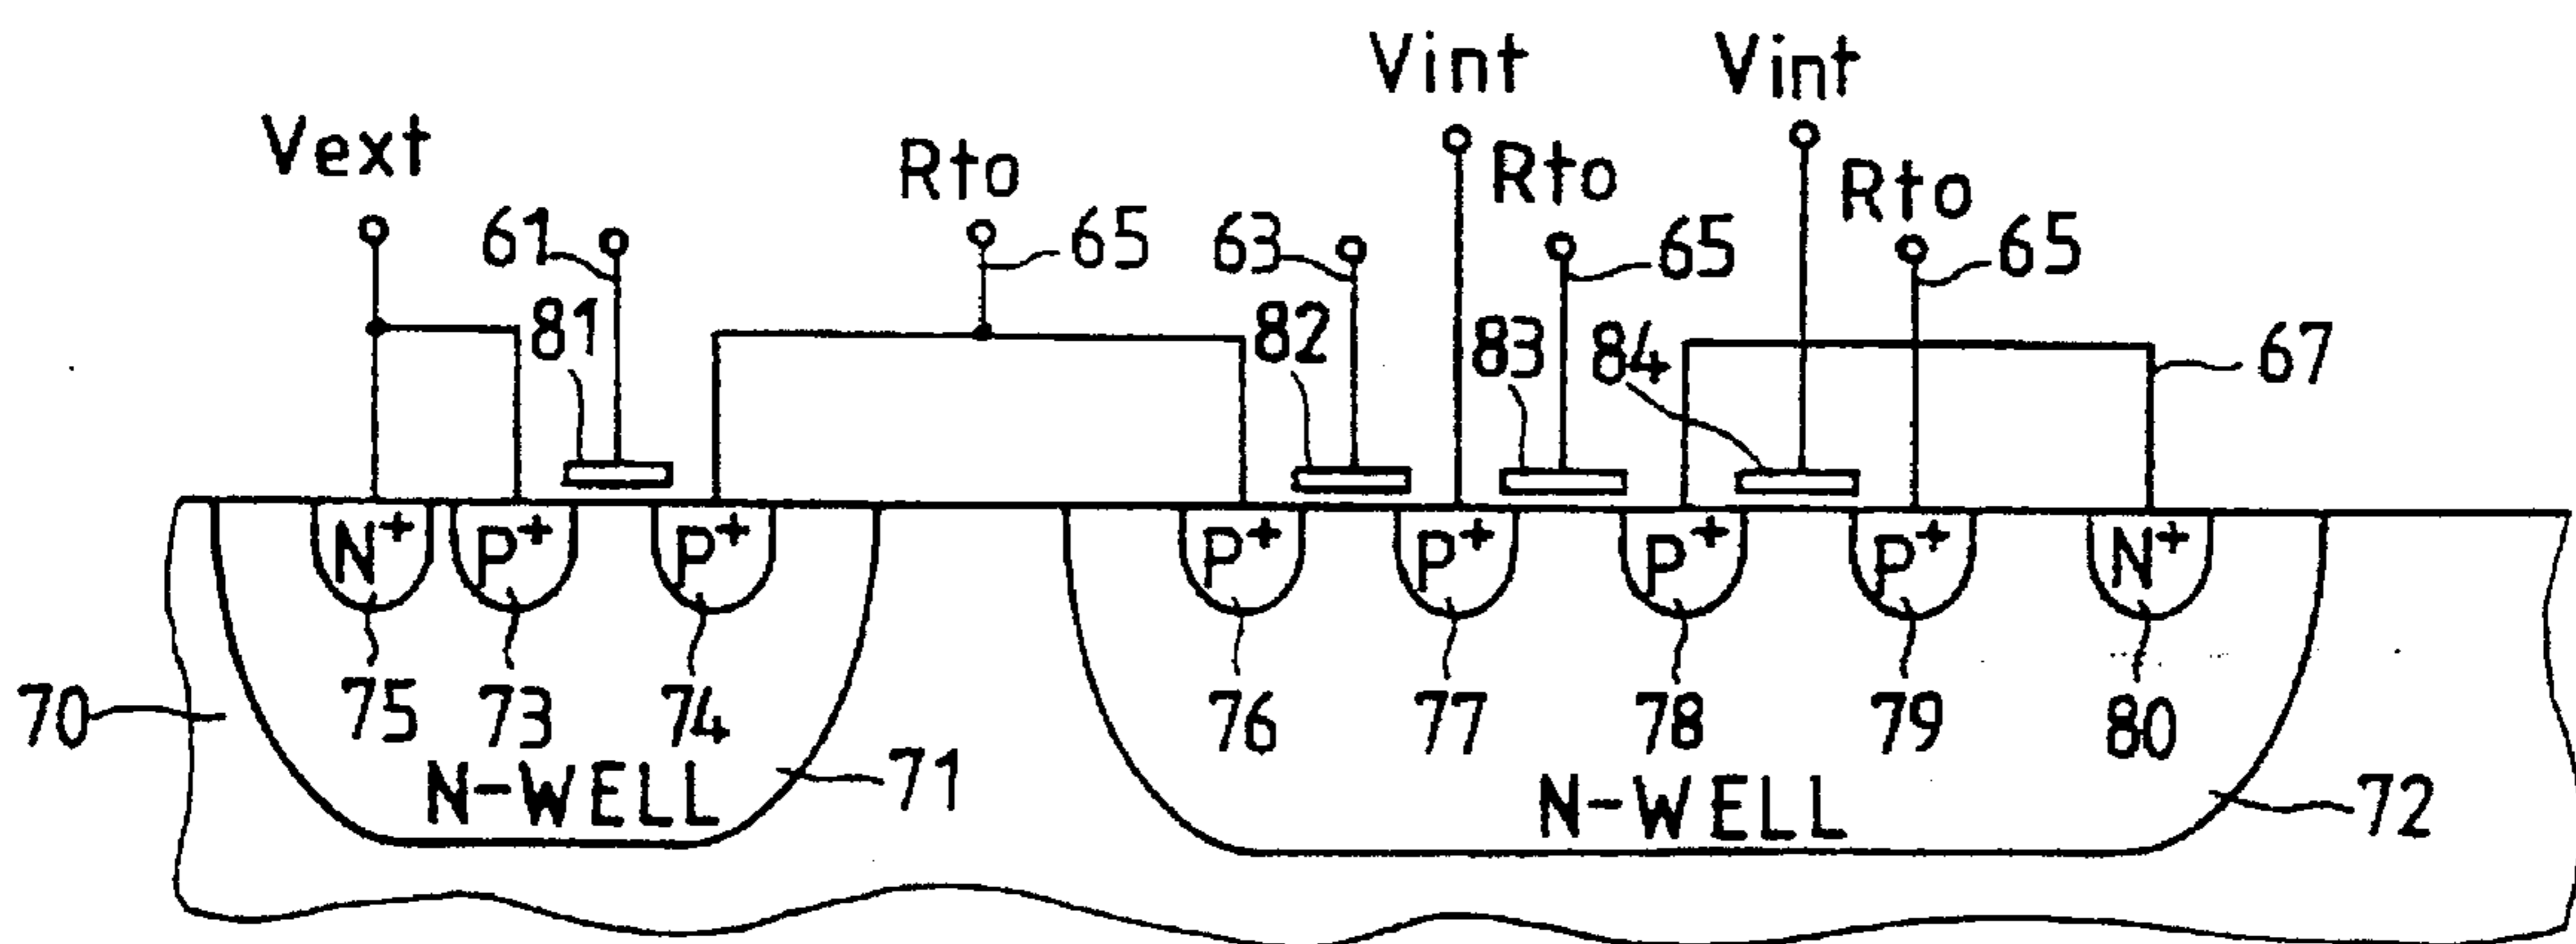 Vint Vint
Vext Rto Rto Rto
61 65 63 65 65
81 82 83 84 67
N+ P+ P+ P+ P+ P+ P+ N+
75 73 74 76 77 78 79 80
70 71 72
N-WELL N-WELL